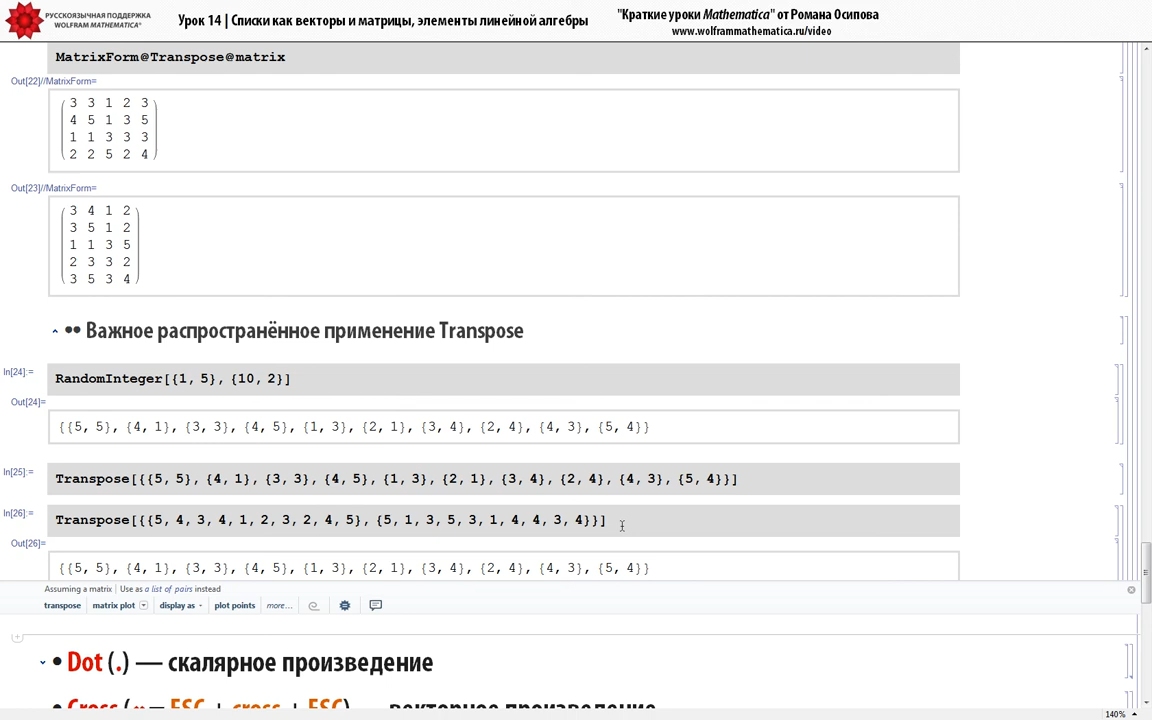 РУССКОЯЗЫЧНАЯ ПОДДЕРЖКА
WOLFRAM MATHEMATICA®
Урок 14 | Списки как векторы и матрицы, элементы линейной алгебры
"Краткие уроки Mathematica" от Романа Осипова
www.wolframmathematica.ru/video
MatrixForm@Transpose@matrix
Out[22]//MatrixForm=
3 3 1 2 3
4 5 1 3 5
1 1 3 3 3
2 2 5 2 4
Out[23]//MatrixForm=
3 4 1 2
3 5 1 2
1 1 3 5
2 3 3 2
3 5 3 4
•• Важное распространённое применение Transpose
In[24]:= RandomInteger[{1, 5}, {10, 2}]
Out[24]= {{5, 5}, {4, 1}, {3, 3}, {4, 5}, {1, 3}, {2, 1}, {3, 4}, {2, 4}, {4, 3}, {5, 4}}
In[25]:= Transpose[{{5, 5}, {4, 1}, {3, 3}, {4, 5}, {1, 3}, {2, 1}, {3, 4}, {2, 4}, {4, 3}, {5, 4}}]
In[26]:= Transpose[{{5, 4, 3, 4, 1, 2, 3, 2, 4, 5}, {5, 1, 3, 5, 3, 1, 4, 4, 3, 4}}]
Out[26]= {{5, 5}, {4, 1}, {3, 3}, {4, 5}, {1, 3}, {2, 1}, {3, 4}, {2, 4}, {4, 3}, {5, 4}}
Assuming a matrix | Use as a list of pairs instead
transpose matrix plot display as plot points more...
• Dot (.) — скалярное произведение
• Cross (× = ESC + cross + ESC) — векторное произведение
140%